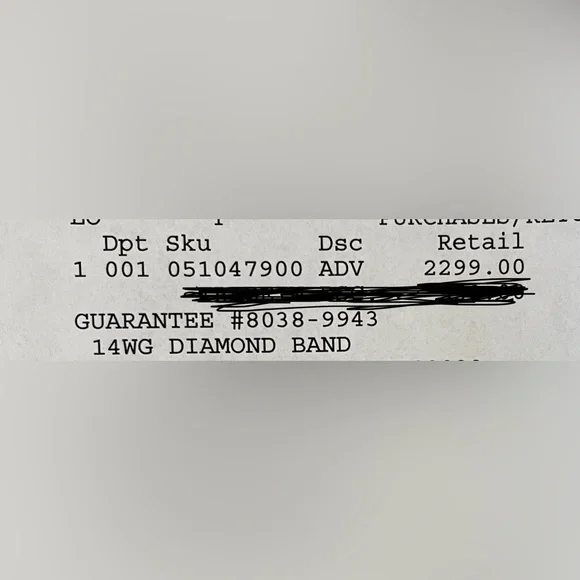 Dpt Sku Dsc Retail
1 001 051047900 ADV 2299.00
GUARANTEE #8038-9943
14WG DIAMOND BAND